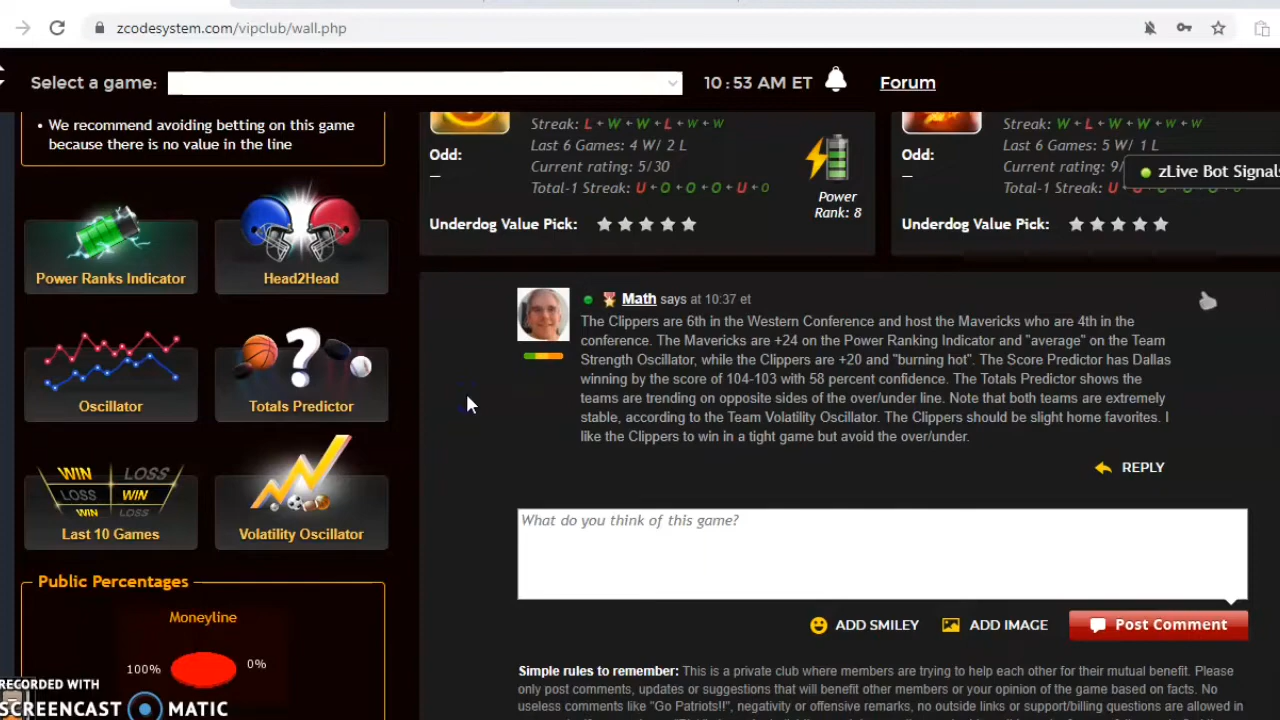 zcodesystem.com/vipclub/wall.php
Select a game:
10:53 AM ET
Forum
• We recommend avoiding betting on this game
because there is no value in the line
Power Ranks Indicator
Head2Head
Oscillator
Totals Predictor
WIN LOSS
LOSS WIN
WIN LOSS
Last 10 Games
Volatility Oscillator
Public Percentages
Moneyline
100%
0%
RECORDED WITH
SCREENCAST MATIC
Streak: L W W L W W
Odd:
Last 6 Games: 4 W/ 2 L
—
Current rating: 5/30
Total-1 Streak: U O O O U O
Power
Rank: 8
Underdog Value Pick:
Streak: W L W W W W
Odd:
Last 6 Games: 5 W/ 1 L
—
Current rating: 9/
zLive Bot Signals
Total-1 Streak: U
Underdog Value Pick:
Math says at 10:37 et
The Clippers are 6th in the Western Conference and host the Mavericks who are 4th in the
conference. The Mavericks are +24 on the Power Ranking Indicator and "average" on the Team
Strength Oscillator, while the Clippers are +20 and "burning hot". The Score Predictor has Dallas
winning by the score of 104-103 with 58 percent confidence. The Totals Predictor shows the
teams are trending on opposite sides of the over/under line. Note that both teams are extremely
stable, according to the Team Volatility Oscillator. The Clippers should be slight home favorites. I
like the Clippers to win in a tight game but avoid the over/under.
REPLY
What do you think of this game?
ADD SMILEY
ADD IMAGE
Post Comment
Simple rules to remember: This is a private club where members are trying to help each other for their mutual benefit. Please
only post comments, updates or suggestions that will benefit other members or your opinion of the game based on facts. No
useless comments like "Go Patriots!!", negativity or offensive remarks, no outside links or support/billing questions are allowed in